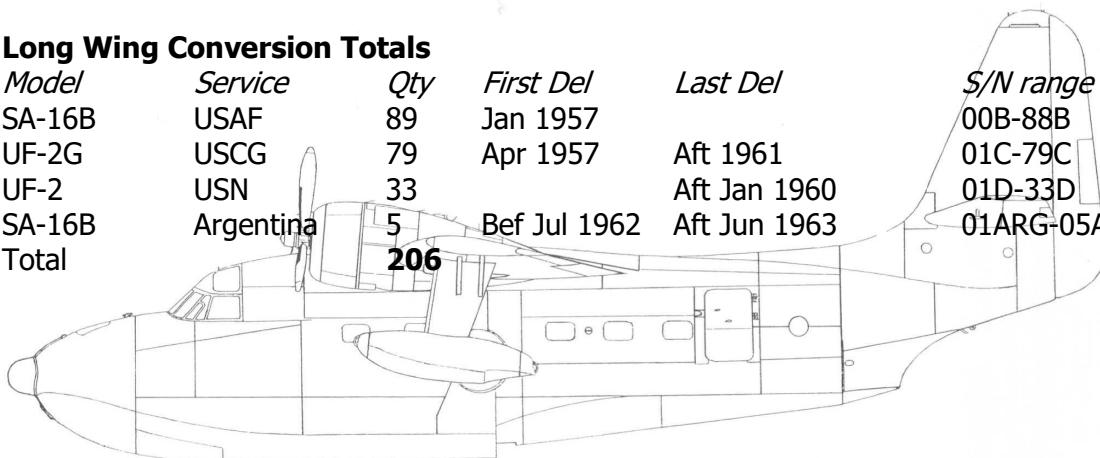 Long Wing Conversion Totals
Model Service Qty First Del Last Del S/N range
SA-16B USAF 89 Jan 1957 00B-88B
UF-2G USCG 79 Apr 1957 Aft 1961 01C-79C
UF-2 USN 33 Aft Jan 1960 01D-33D
SA-16B Argentina 5 Bef Jul 1962 Aft Jun 1963
Total 206